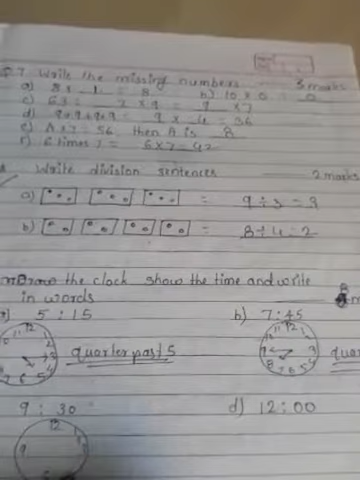 Q.7 Write the missing numbers 3 marks
a) 8 × 1 = 8 b) 10 × 0 = 0
c) 63 = 7 × 9 = 9 × 7
d) 9+9+9+9 = 9 × 4 = 36
e) A × 7 = 56 then A is 8
f) 6 times 7 = 6 × 7 = 42
Write division sentences 2 marks
a) = 9 ÷ 3 = 3
b) = 8 ÷ 4 = 2
the clock show the time and write
in words
5 : 15 b) 7 : 45
quarter past 5
9 : 30 d) 12 : 00